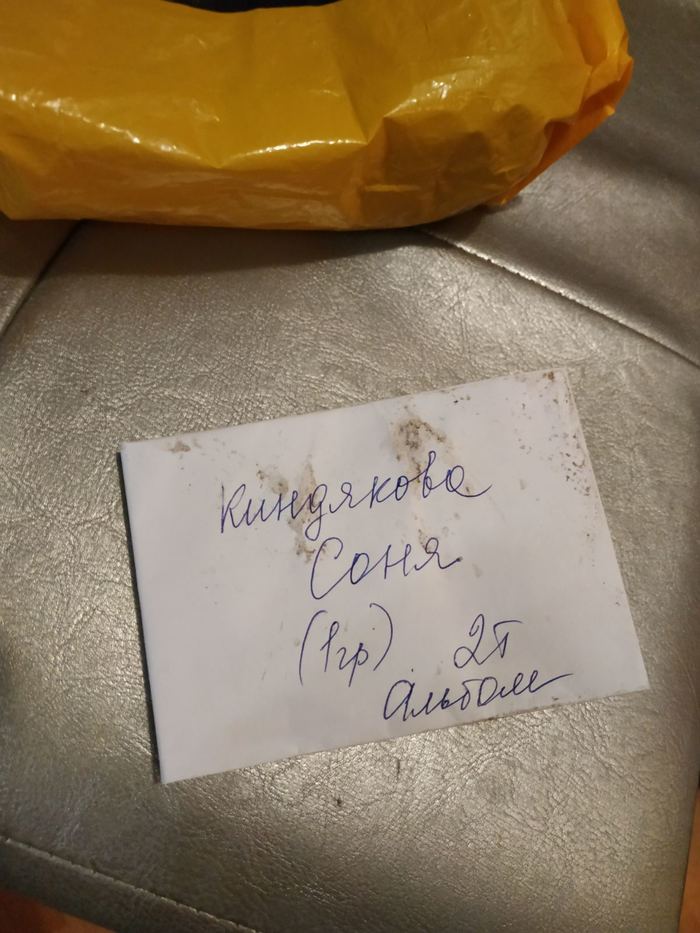 Киндякова
Соня
(1гр) 2т
Альбом